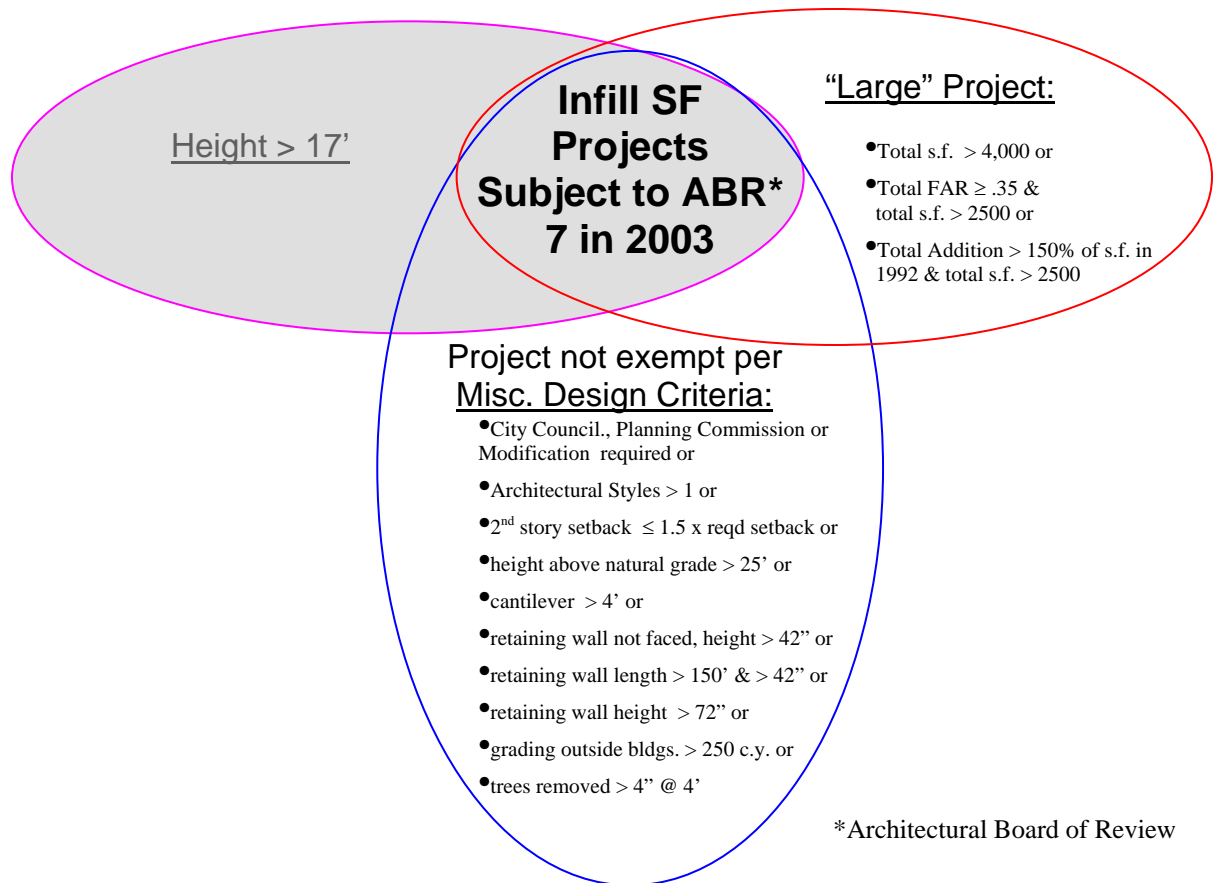 Height > 17’
Infill SF
Projects
Subject to ABR*
7 in 2003
“Large” Project:
•Total s.f. > 4,000 or
•Total FAR ≥ .35 &
total s.f. > 2500 or
•Total Addition > 150% of s.f. in
1992 & total s.f. > 2500
Project not exempt per
Misc. Design Criteria:
•City Council., Planning Commission or
Modification required or
•Architectural Styles > 1 or
•2nd story setback ≤ 1.5 x reqd setback or
•height above natural grade > 25’ or
•cantilever > 4’ or
•retaining wall not faced, height > 42” or
•retaining wall length > 150’ & > 42” or
•retaining wall height > 72” or
•grading outside bldgs. > 250 c.y. or
•trees removed > 4” @ 4’
*Architectural Board of Review